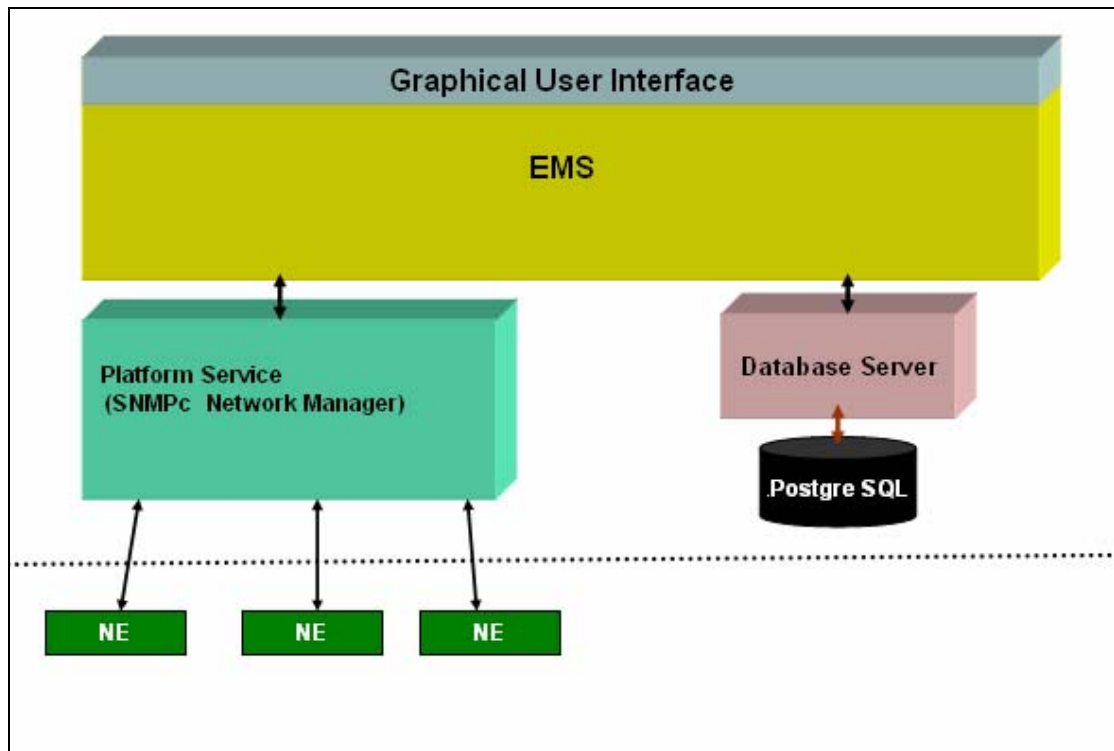 Graphical User Interface
EMS
Platform Service
(SNMPc Network Manager)
Database Server
.Postgre SQL
NE
NE
NE